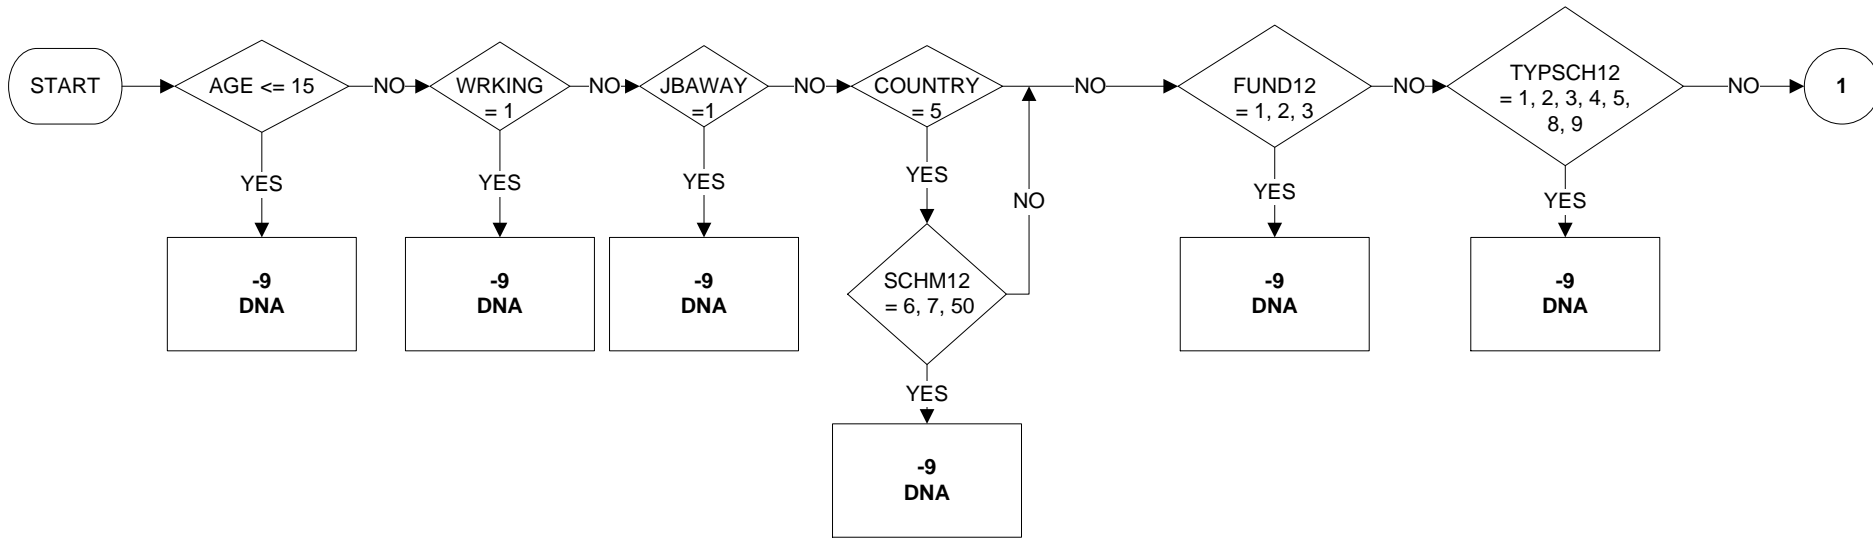 START
AGE <= 15
NO
WRKING
= 1
NO
JBAWAY
=1
NO
COUNTRY
= 5
NO
FUND12
= 1, 2, 3
NO
TYPSCH12
= 1, 2, 3, 4, 5,
8, 9
NO
1
YES
YES
YES
YES
NO
YES
YES
-9
DNA
-9
DNA
-9
DNA
SCHM12
= 6, 7, 50
-9
DNA
-9
DNA
YES
-9
DNA